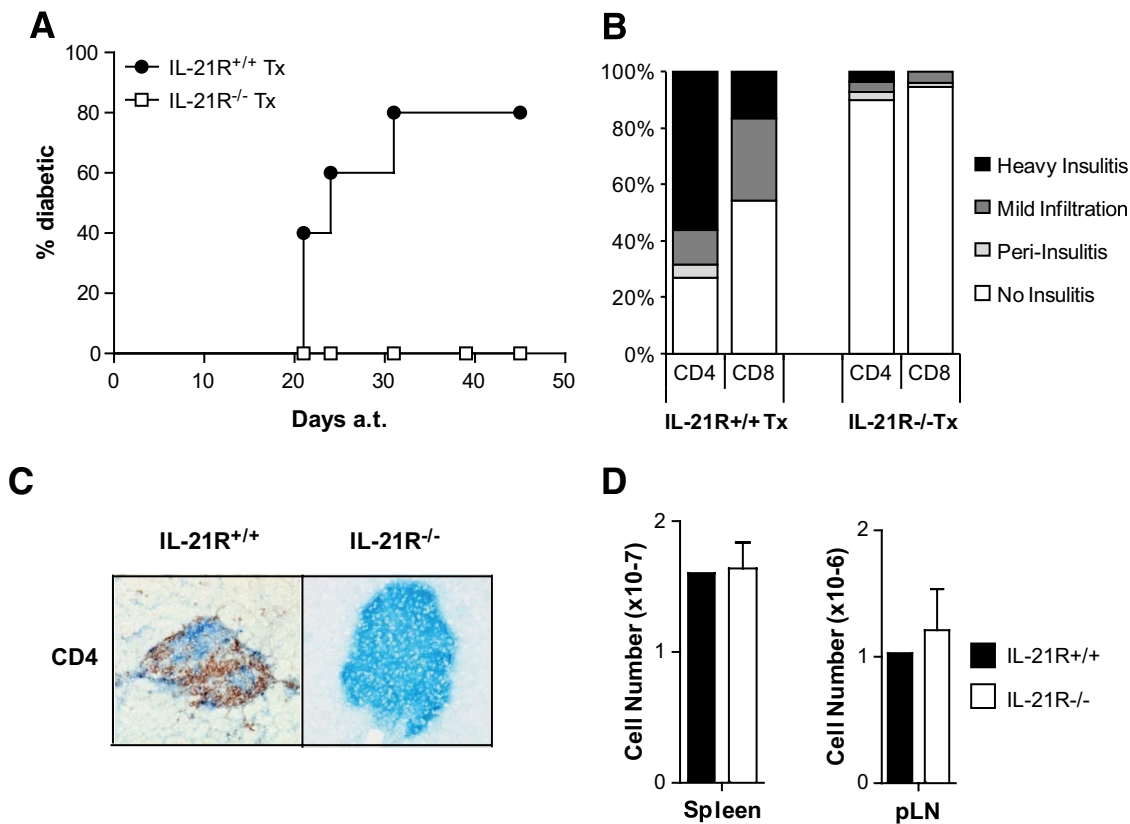 A
100
80
60
40
20
0
% diabetic
IL-21R+/+ Tx
IL-21R-/- Tx
0 10 20 30 40 50
Days a.t.
B
100%
80%
60%
40%
20%
0%
CD4 CD8 CD4 CD8
IL-21R+/+ Tx IL-21R-/-Tx
Heavy Insulitis
Mild Infiltration
Peri-Insulitis
No Insulitis
C
IL-21R+/+ IL-21R-/-
CD4
D
2
1
0
Cell Number (x10-7)
Spleen
2
1
0
Cell Number (x10-6)
pLN
IL-21R+/+
IL-21R-/-